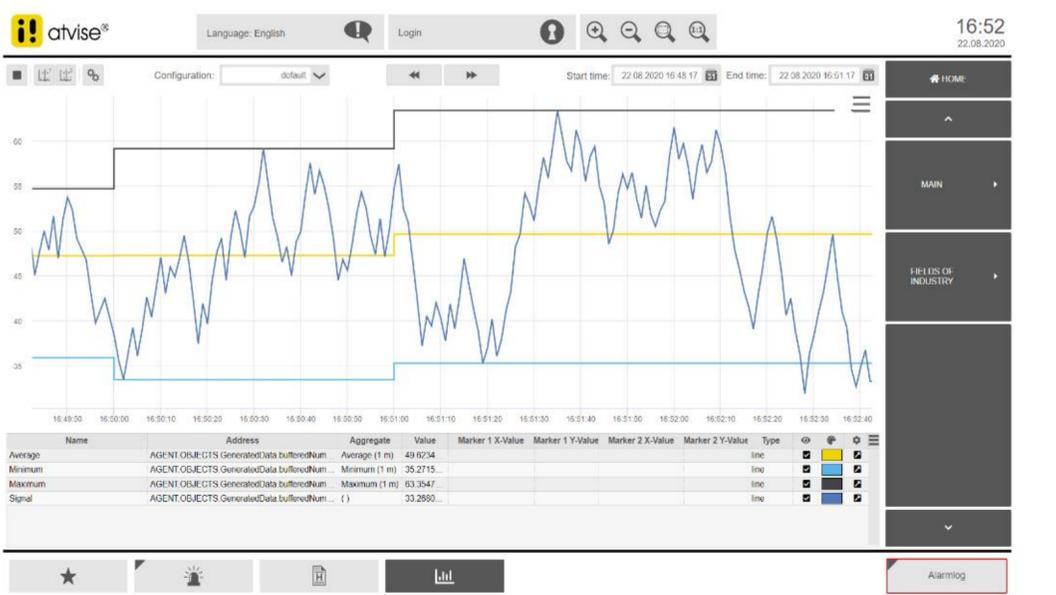 atvise®
Language: English
Login
16:52
22.08.2020
Configuration:
default
Start time:
22 08 2020 16 48 17
End time:
22 08 2020 16 51 17
HOME
MAIN
FIELDS OF
INDUSTRY
60
55
50
45
40
35
16:49:50 16:50:00 16:50:10 16:50:20 16:50:30 16:50:40 16:50:50 16:51:00 16:51:10 16:51:20 16:51:30 16:51:40 16:51:50 16:52:00 16:52:10 16:52:20 16:52:30 16:52:40
Name Address Aggregate Value Marker 1 X-Value Marker 1 Y-Value Marker 2 X-Value Marker 2 Y-Value Type
Average AGENT.OBJECTS.GeneratedData.bufferedNum... Average (1 m) 49.6234... line
Minimum AGENT.OBJECTS.GeneratedData.bufferedNum... Minimum (1 m) 35.2715... line
Maximum AGENT.OBJECTS.GeneratedData.bufferedNum... Maximum (1 m) 63.3547... line
Signal AGENT.OBJECTS.GeneratedData.bufferedNum... ( ) 33.2660... line
Alarmlog